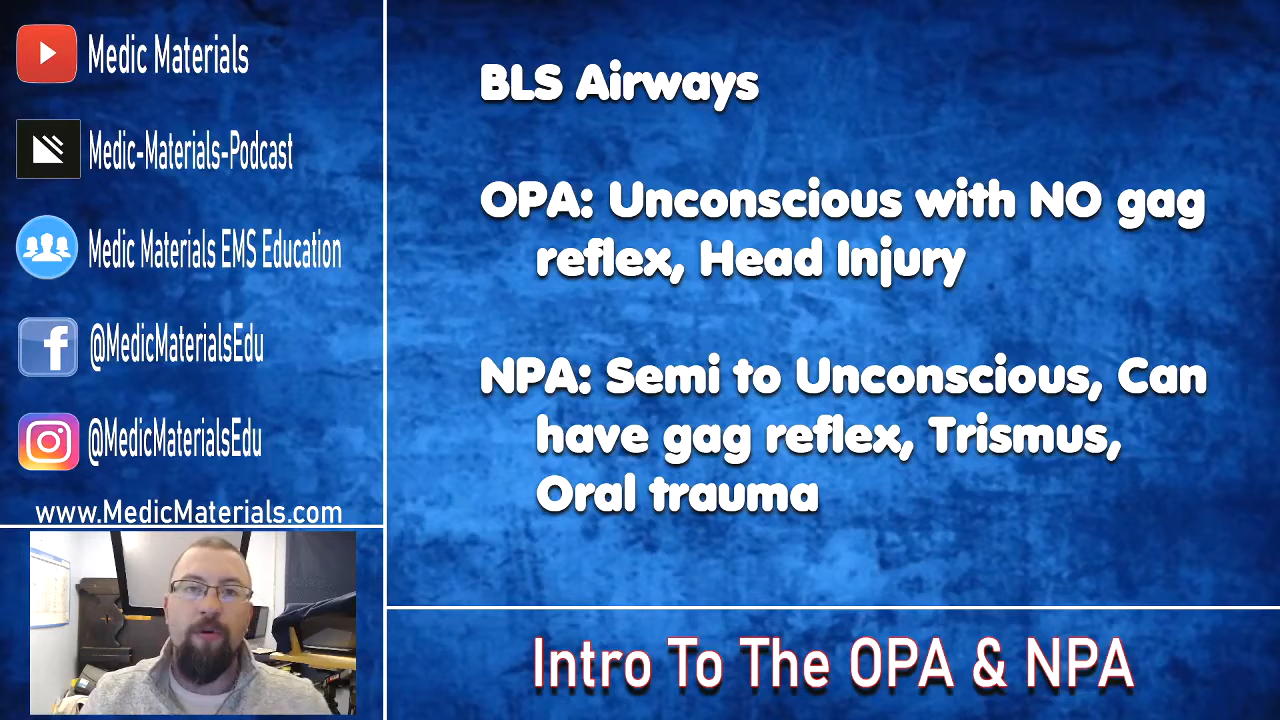 Medic Materials
Medic-Materials-Podcast
Medic Materials EMS Education
@MedicMaterialsEdu
@MedicMaterialsEdu
www.MedicMaterials.com
BLS Airways
OPA: Unconscious with NO gag
reflex, Head Injury
NPA: Semi to Unconscious, Can
have gag reflex, Trismus,
Oral trauma
Intro To The OPA & NPA